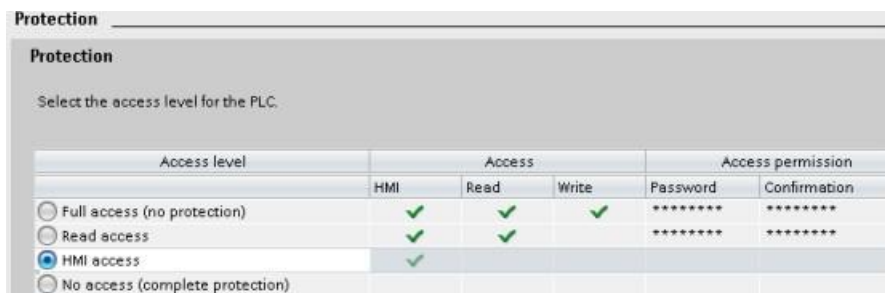 Protection
Protection
Select the access level for the PLC.
Access level Access Access permission
HMI Read Write Password Confirmation
Full access (no protection) ******** ********
Read access ******** ********
HMI access
No access (complete protection)